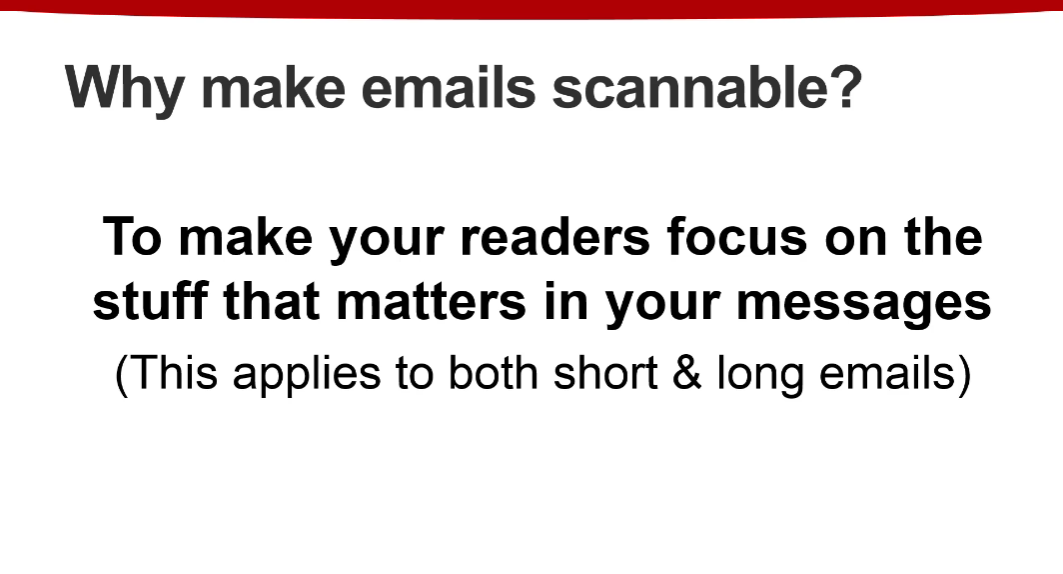 Why make emails scannable?
To make your readers focus on the
stuff that matters in your messages
(This applies to both short & long emails)